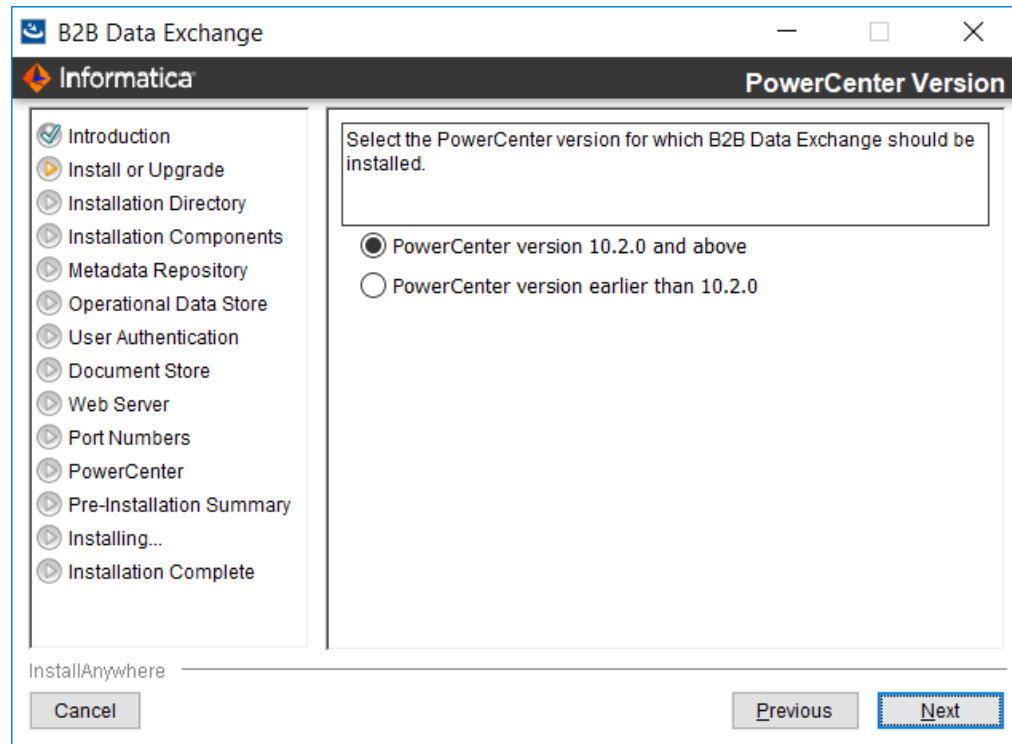 B2B Data Exchange
Informatica
PowerCenter Version
Introduction
Install or Upgrade
Installation Directory
Installation Components
Metadata Repository
Operational Data Store
User Authentication
Document Store
Web Server
Port Numbers
PowerCenter
Pre-Installation Summary
Installing...
Installation Complete
Select the PowerCenter version for which B2B Data Exchange should be
installed.
PowerCenter version 10.2.0 and above
PowerCenter version earlier than 10.2.0
InstallAnywhere
Cancel
Previous
Next